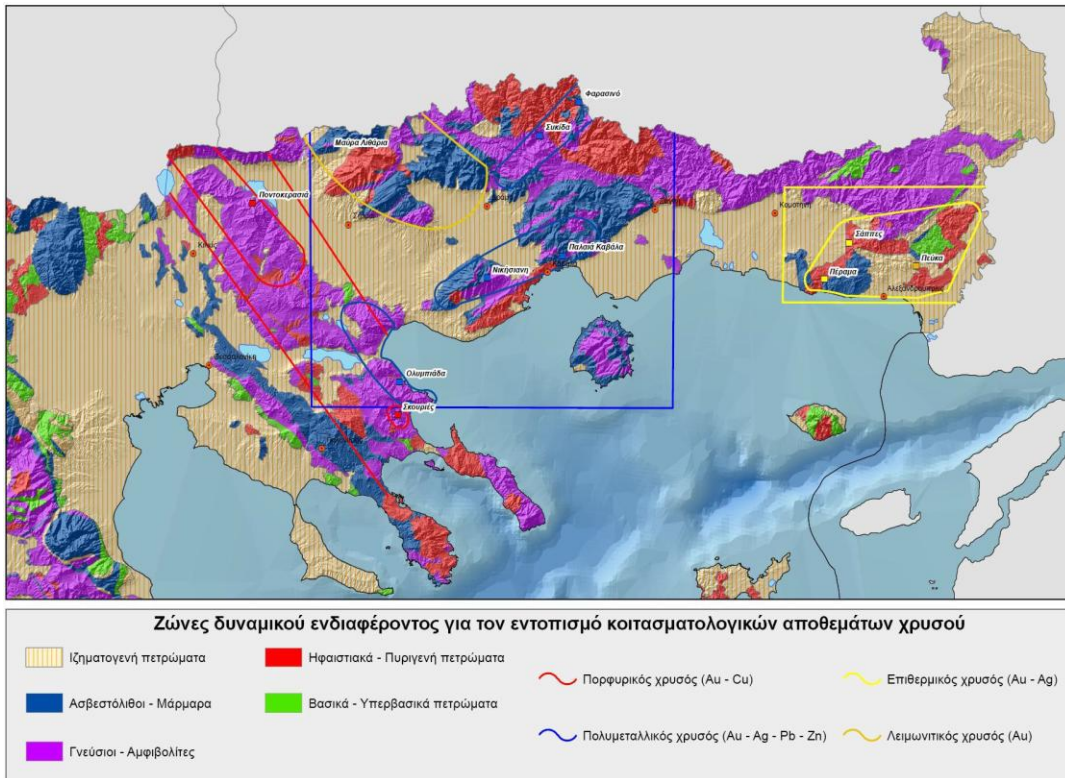 Φαρασινό
Συκίδα
Μαύρα Λιθάρια
Ποντοκερασιά
Κομοτηνή
Σάππες
Παλαιά Καβάλα
Πεύκα
Νικήσιανη
Πέραμα
Αλεξανδρούπολη
Θεσσαλονίκη
Ολυμπιάδα
Σκουριές
Ζώνες δυναμικού ενδιαφέροντος για τον εντοπισμό κοιτασματολογικών αποθεμάτων χρυσού
Ιζηματογενή πετρώματα
Ηφαιστιακά - Πυριγενή πετρώματα
Πορφυρικός χρυσός (Au - Cu)
Επιθερμικός χρυσός (Au - Ag)
Ασβεστόλιθοι - Μάρμαρα
Βασικά - Υπερβασικά πετρώματα
Πολυμεταλλικός χρυσός (Au - Ag - Pb - Zn)
Λειμωνιτικός χρυσός (Au)
Γνεύσιοι - Αμφιβολίτες